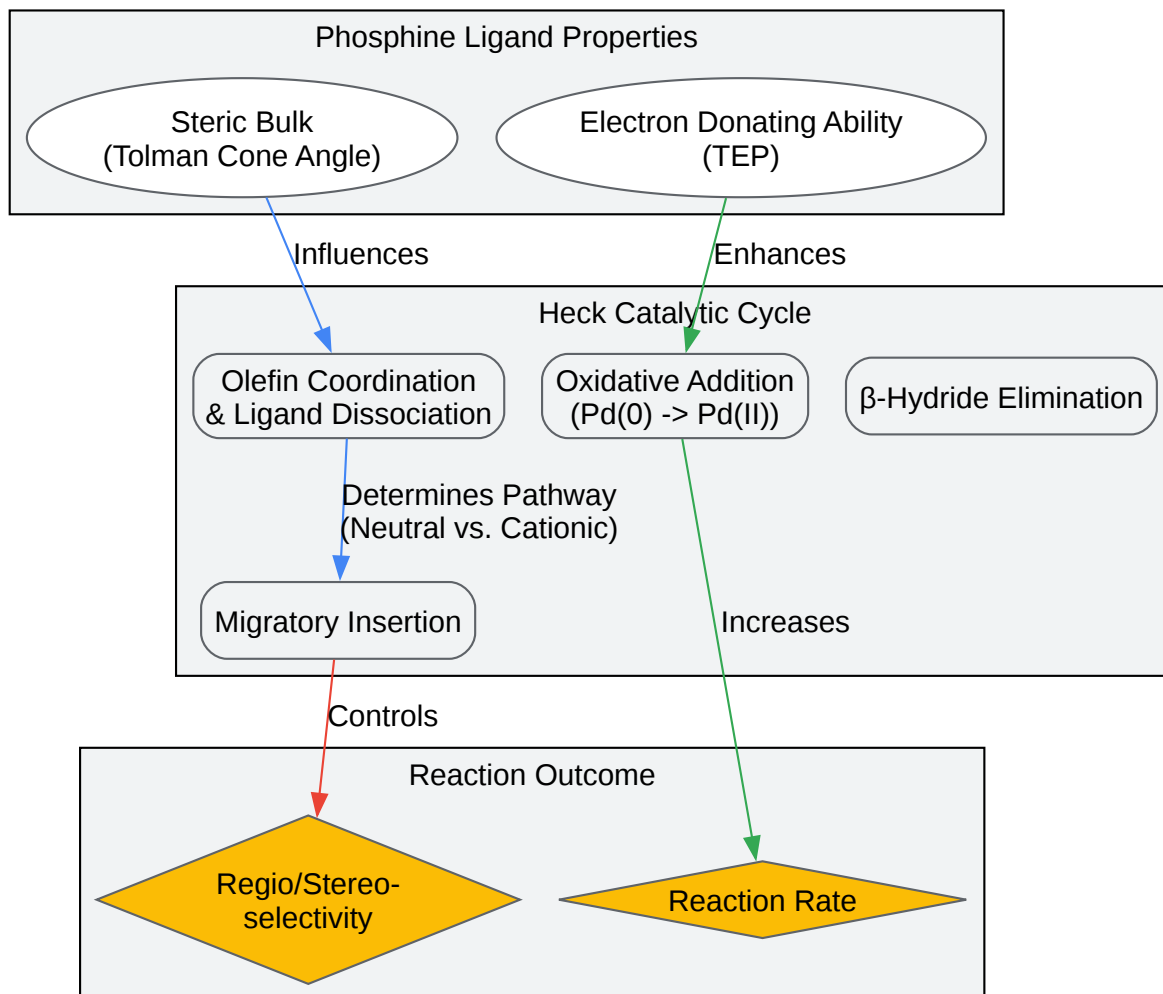 Phosphine Ligand Properties
Steric Bulk
(Tolman Cone Angle)
Electron Donating Ability
(TEP)
Influences
Enhances
Heck Catalytic Cycle
Olefin Coordination
& Ligand Dissociation
Oxidative Addition
(Pd(0) -> Pd(II))
β-Hydride Elimination
Determines Pathway
(Neutral vs. Cationic)
Migratory Insertion
Increases
Controls
Reaction Outcome
Regio/Stereo-
selectivity
Reaction Rate